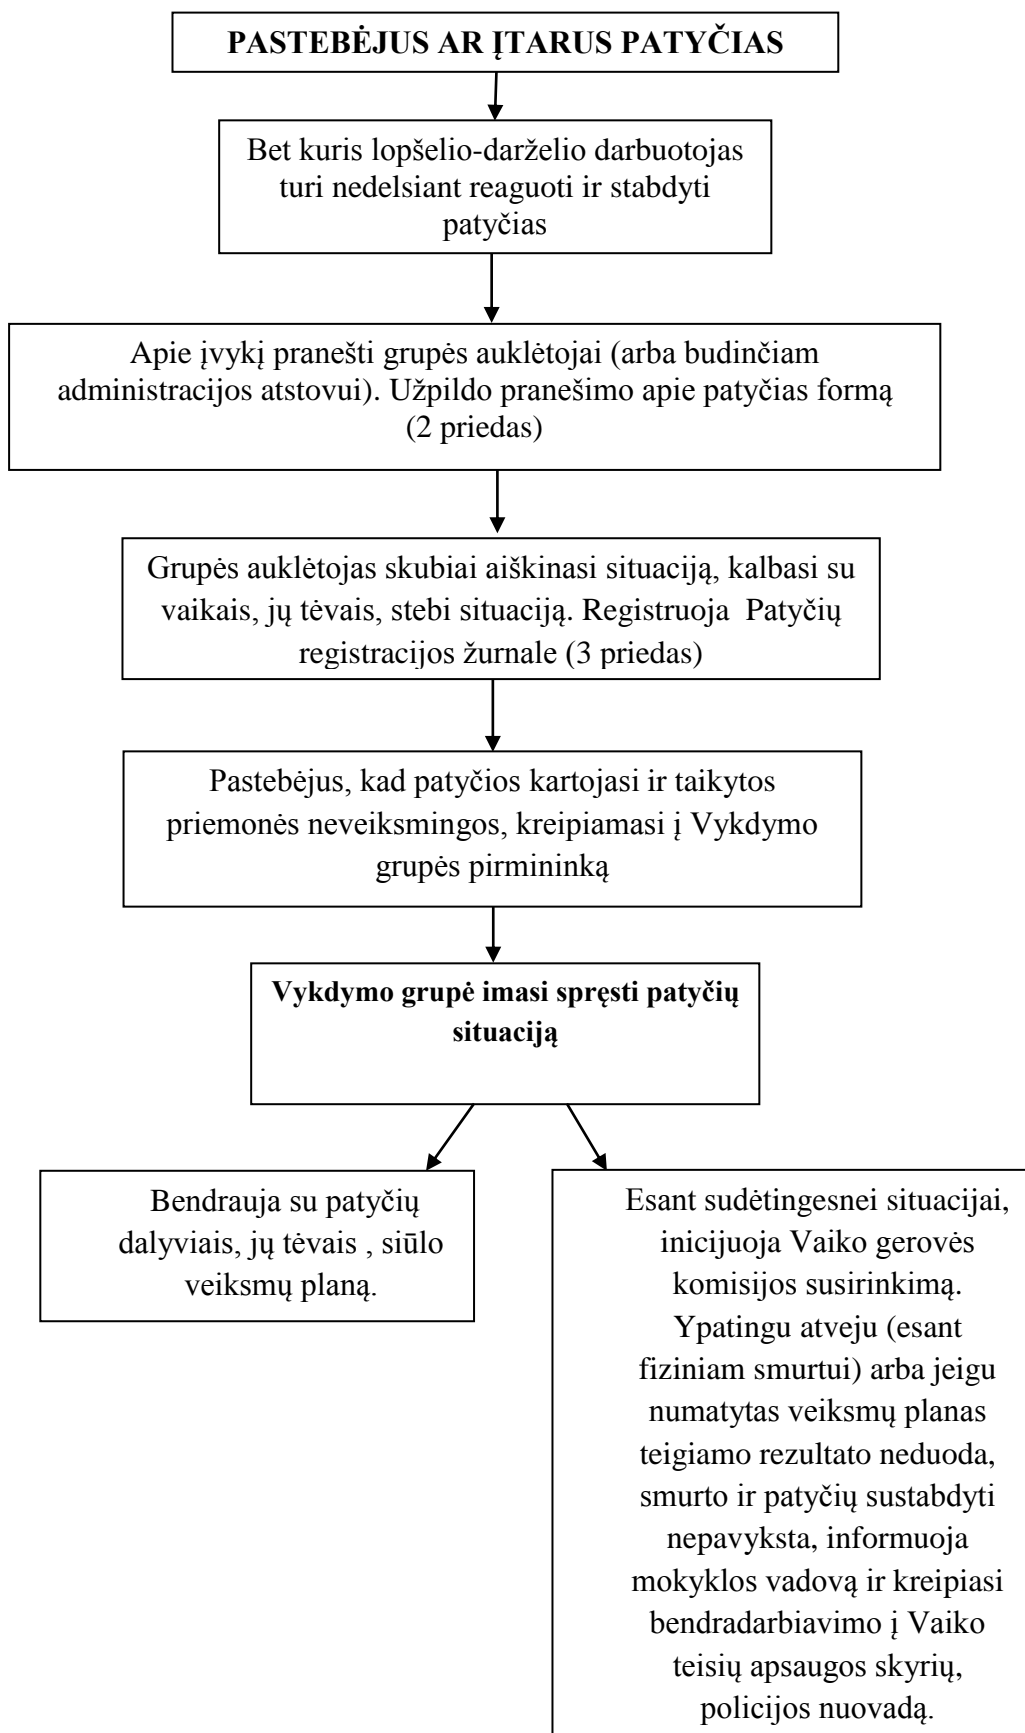 PASTEBĖJUS AR ĮTARUS PATYČIAS
Bet kuris lopšelio-darželio darbuotojas
turi nedelsiant reaguoti ir stabdyti
patyčias
Apie įvykį pranešti grupės auklėtojai (arba budinčiam
administracijos atstovui). Užpildo pranešimo apie patyčias formą
(2 priedas)
Grupės auklėtojas skubiai aiškinasi situaciją, kalbasi su
vaikais, jų tėvais, stebi situaciją. Registruoja Patyčių
registracijos žurnale (3 priedas)
Pastebėjus, kad patyčios kartojasi ir taikytos
priemonės neveiksmingos, kreipiamasi į Vykdymo
grupės pirmininką
Vykdymo grupė imasi spręsti patyčių
situaciją
Bendrauja su patyčių
dalyviais, jų tėvais , siūlo
veiksmų planą.
Esant sudėtingesnei situacijai,
inicijuoja Vaiko gerovės
komisijos susirinkimą.
Ypatingu atveju (esant
fiziniam smurtui) arba jeigu
numatytas veiksmų planas
teigiamo rezultato neduoda,
smurto ir patyčių sustabdyti
nepavyksta, informuoja
mokyklos vadovą ir kreipiasi
bendradarbiavimo į Vaiko
teisių apsaugos skyrių,
policijos nuovadą.